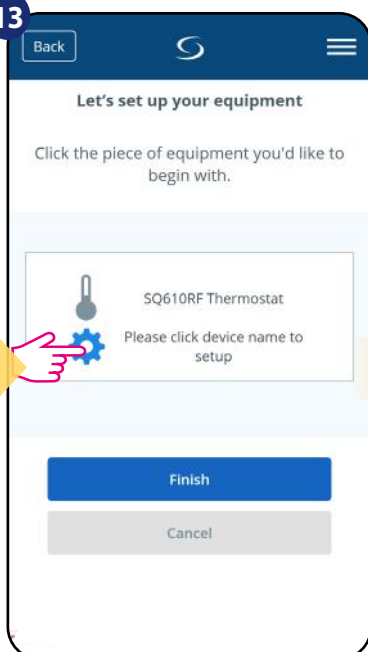 13
Back
Let's set up your equipment
Click the piece of equipment you'd like to
begin with.
SQ610RF Thermostat
Please click device name to
setup
Finish
Cancel